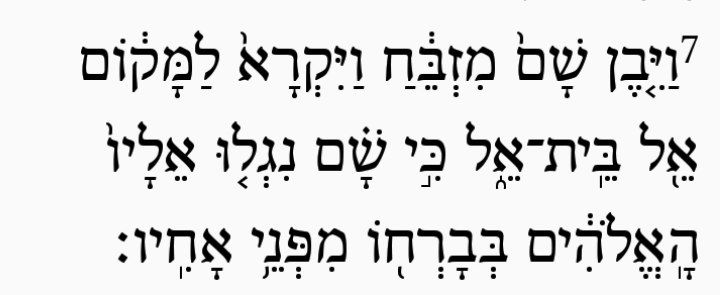 7וַיִּ֤בֶן שָׁם֙ מִזְבֵּ֔חַ וַיִּקְרָא֙ לַמָּק֔וֹם
אֵ֖ל בֵּֽית־אֵ֑ל כִּ֣י שָׁ֗ם נִגְל֤וּ אֵלָיו֙
הָֽאֱלֹהִ֔ים בְּבָרְח֖וֹ מִפְּנֵ֥י אָחִֽיו׃